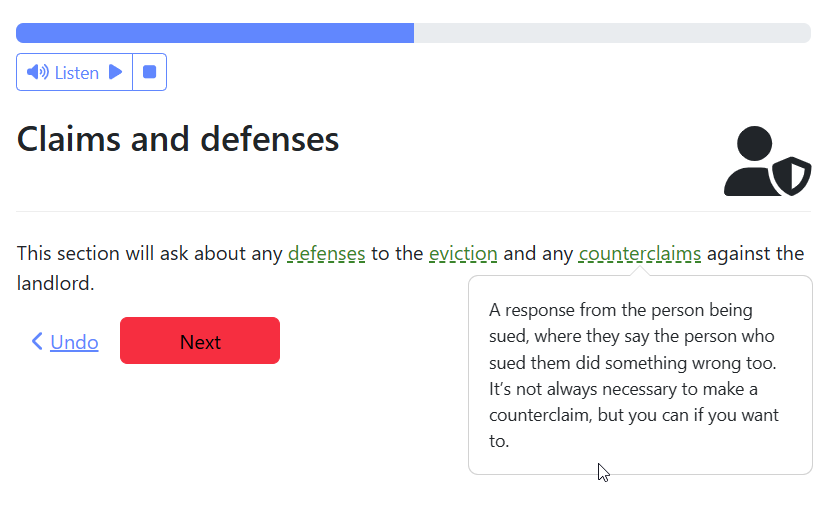 Listen
Claims and defenses
This section will ask about any defenses to the eviction and any counterclaims against the
landlord.
A response from the person being
sued, where they say the person who
sued them did something wrong too.
It’s not always necessary to make a
counterclaim, but you can if you want
to.
Undo
Next